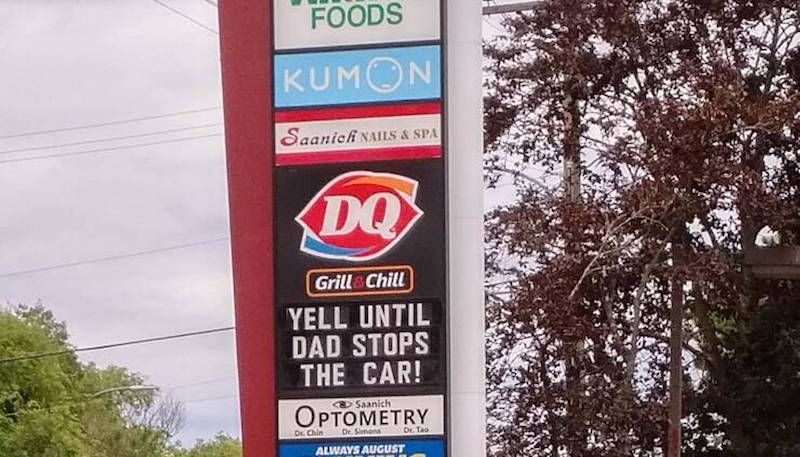 FOODS
KUMON
Saanich NAILS & SPA
DQ
Grill & Chill
YELL UNTIL
DAD STOPS
THE CAR!
Saanich
OPTOMETRY
Dr. Chin Dr. Simons Dr. Tao
ALWAYS AUGUST